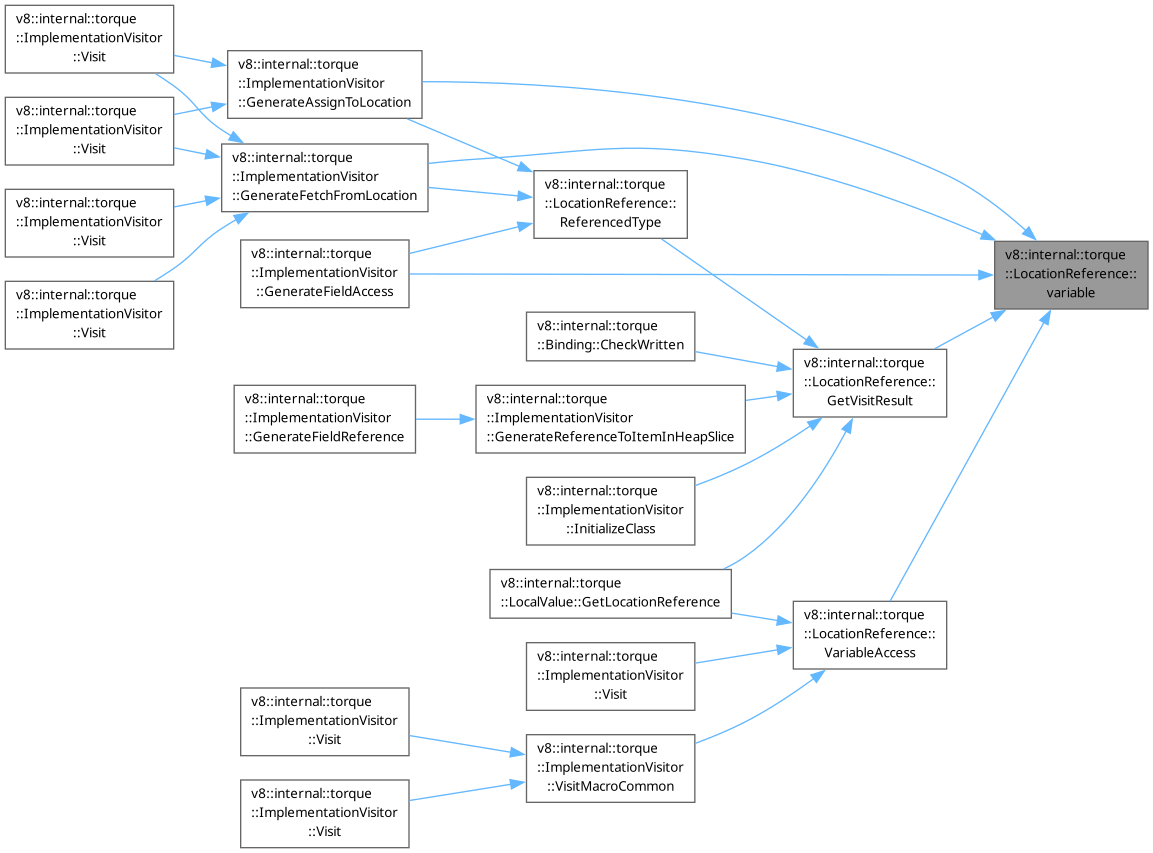 v8::internal::torque
::ImplementationVisitor
::Visit
v8::internal::torque
::ImplementationVisitor
::Visit
v8::internal::torque
::ImplementationVisitor
::Visit
v8::internal::torque
::ImplementationVisitor
::Visit
v8::internal::torque
::ImplementationVisitor
::GenerateAssignToLocation
v8::internal::torque
::ImplementationVisitor
::GenerateFetchFromLocation
v8::internal::torque
::ImplementationVisitor
::GenerateFieldAccess
v8::internal::torque
::ImplementationVisitor
::GenerateFieldReference
v8::internal::torque
::ImplementationVisitor
::Visit
v8::internal::torque
::ImplementationVisitor
::Visit
v8::internal::torque
::LocationReference::
ReferencedType
v8::internal::torque
::Binding::CheckWritten
v8::internal::torque
::ImplementationVisitor
::GenerateReferenceToItemInHeapSlice
v8::internal::torque
::ImplementationVisitor
::InitializeClass
v8::internal::torque
::LocalValue::GetLocationReference
v8::internal::torque
::ImplementationVisitor
::Visit
v8::internal::torque
::ImplementationVisitor
::VisitMacroCommon
v8::internal::torque
::LocationReference::
GetVisitResult
v8::internal::torque
::LocationReference::
VariableAccess
v8::internal::torque
::LocationReference::
variable